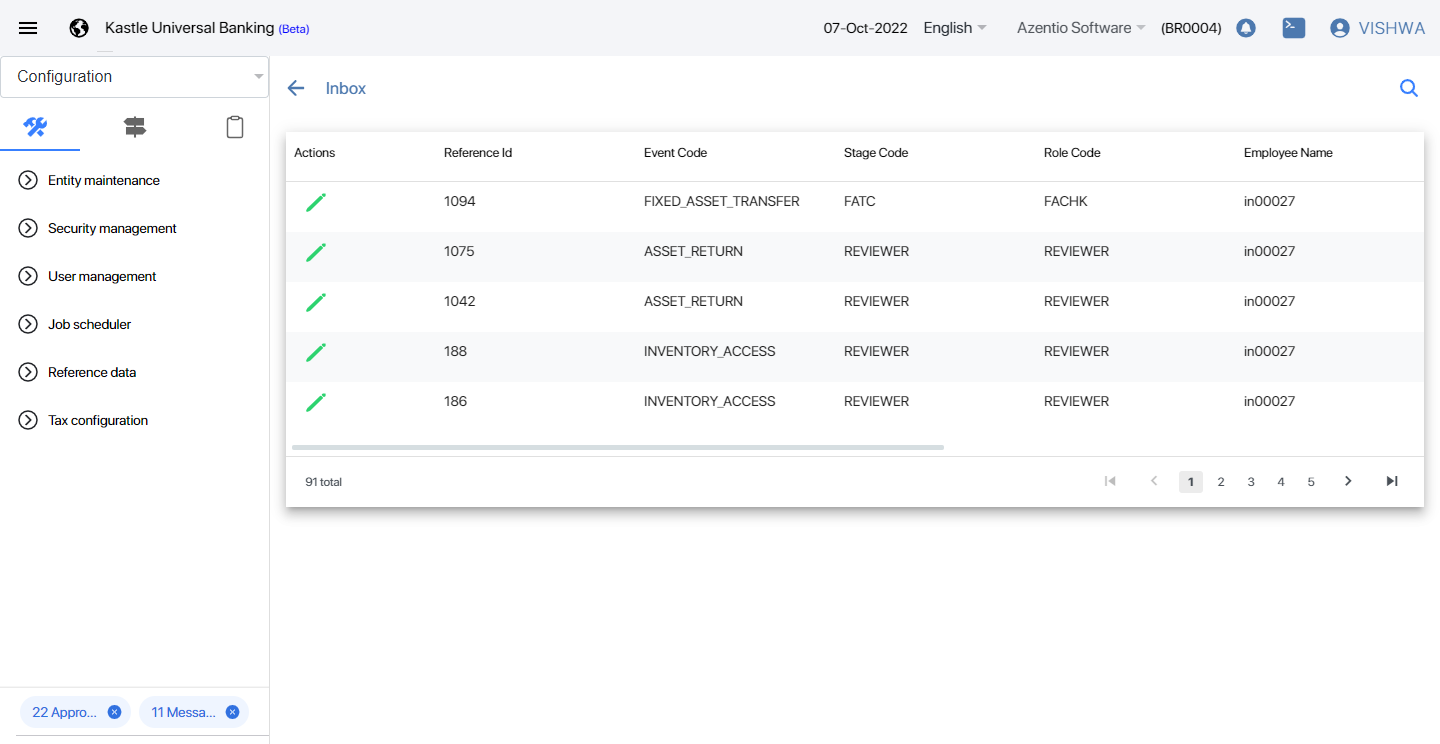 Kastle Universal Banking (Beta) 07-Oct-2022 English Azentio Software (BR0004) VISHWA
Configuration
Inbox
Entity maintenance
Security management
User management
Job scheduler
Reference data
Tax configuration
Actions Reference Id Event Code Stage Code Role Code Employee Name
1094 FIXED_ASSET_TRANSFER FATC FACHK in00027
1075 ASSET_RETURN REVIEWER REVIEWER in00027
1042 ASSET_RETURN REVIEWER REVIEWER in00027
188 INVENTORY_ACCESS REVIEWER REVIEWER in00027
186 INVENTORY_ACCESS REVIEWER REVIEWER in00027
91 total 1 2 3 4 5
22 Appro... 11 Messa...